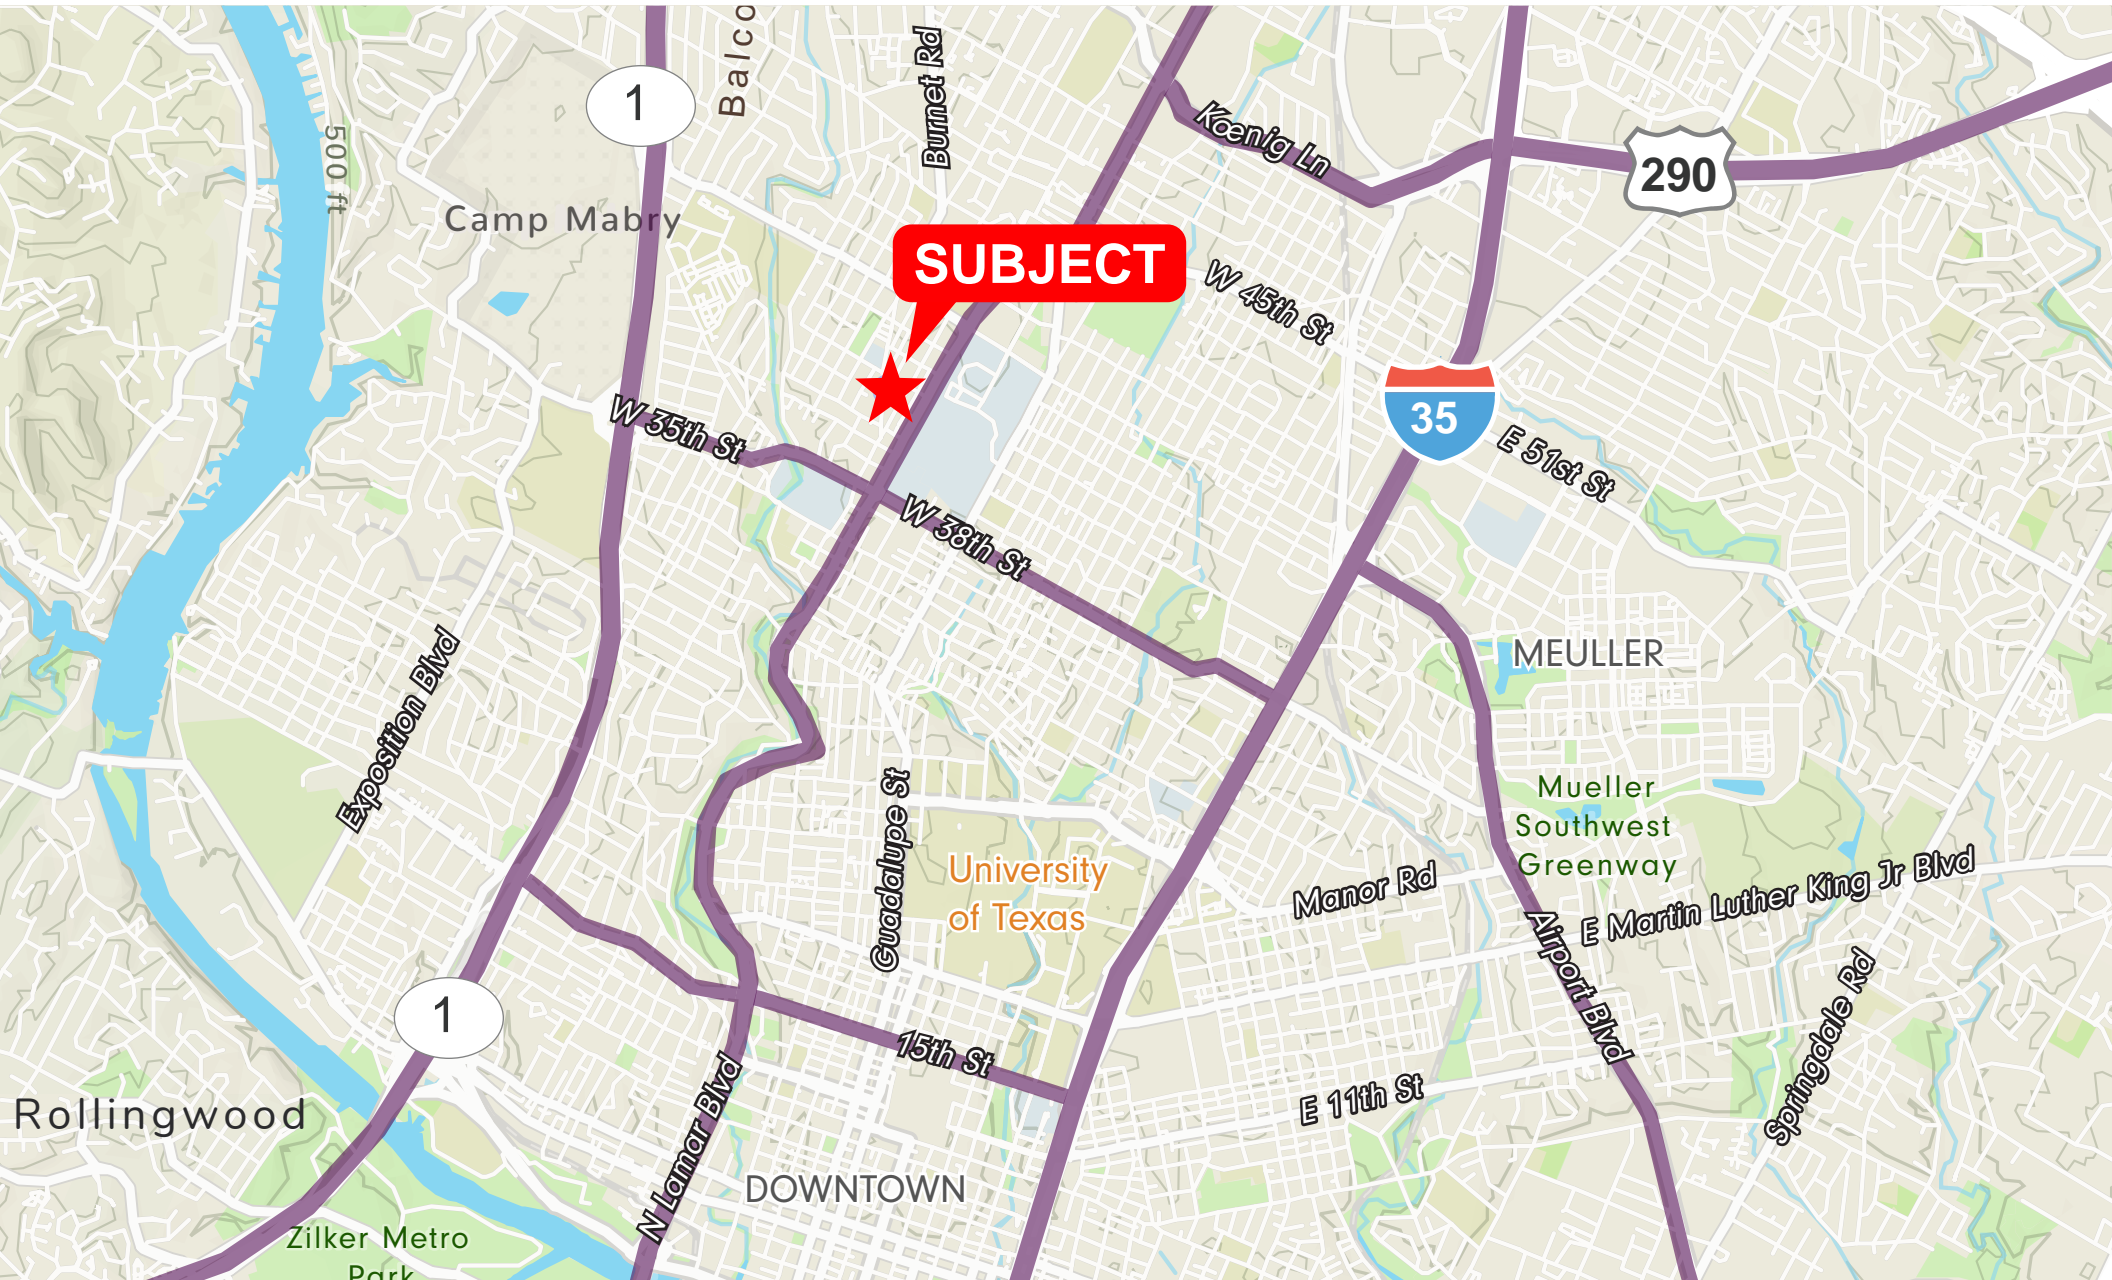 Balco
1
Burnet Rd
Koenig Ln
290
500 ft
Camp Mabry
SUBJECT
W 45th St
35
W 35th St
E 51st St
W 38th St
MEULLER
Exposition Blvd
Guadalupe St
Mueller
Southwest
Greenway
University
of Texas
Manor Rd
E Martin Luther King Jr Blvd
Airport Blvd
Springdale Rd
1
15th St
E 11th St
Rollingwood
N Lamar Blvd
DOWNTOWN
Zilker Metro
Park